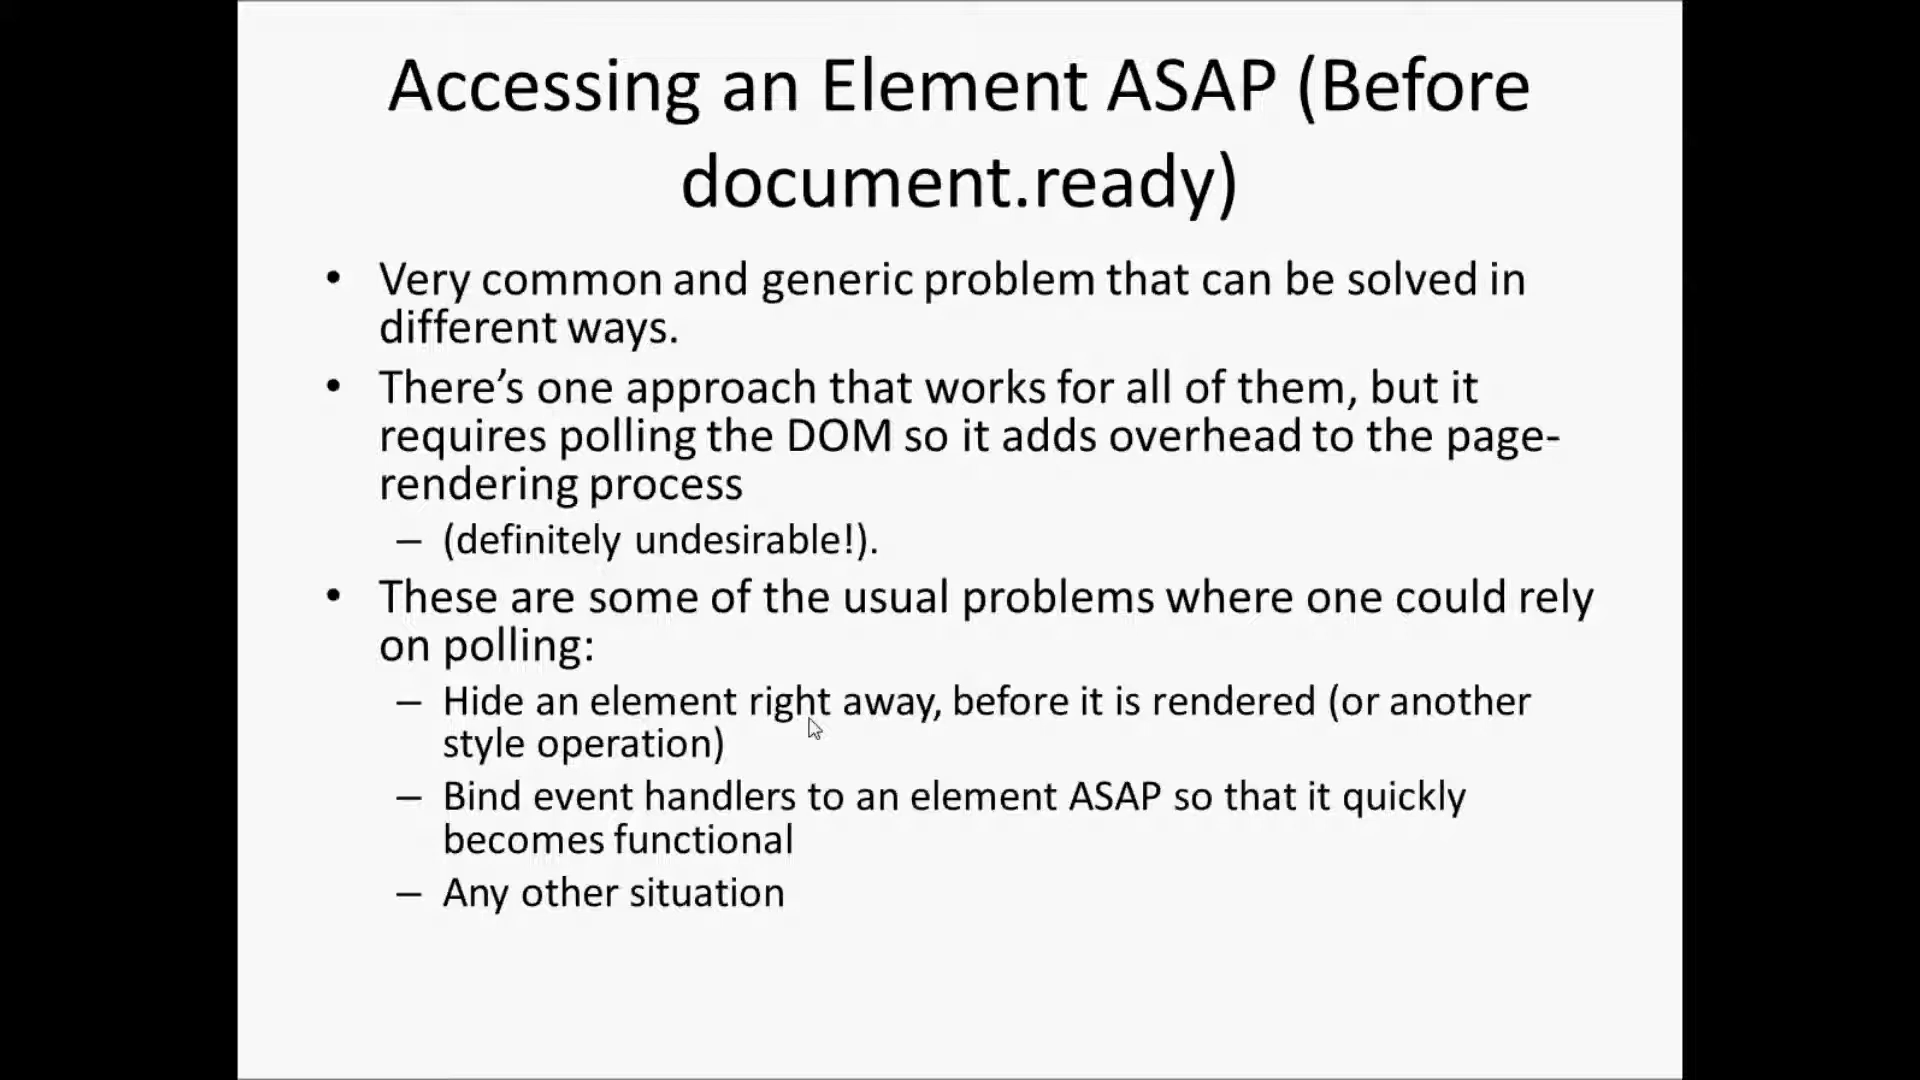 Accessing an Element ASAP (Before
document.ready)
• Very common and generic problem that can be solved in
different ways.
• There’s one approach that works for all of them, but it
requires polling the DOM so it adds overhead to the page-
rendering process
– (definitely undesirable!).
• These are some of the usual problems where one could rely
on polling:
– Hide an element right away, before it is rendered (or another
style operation)
– Bind event handlers to an element ASAP so that it quickly
becomes functional
– Any other situation